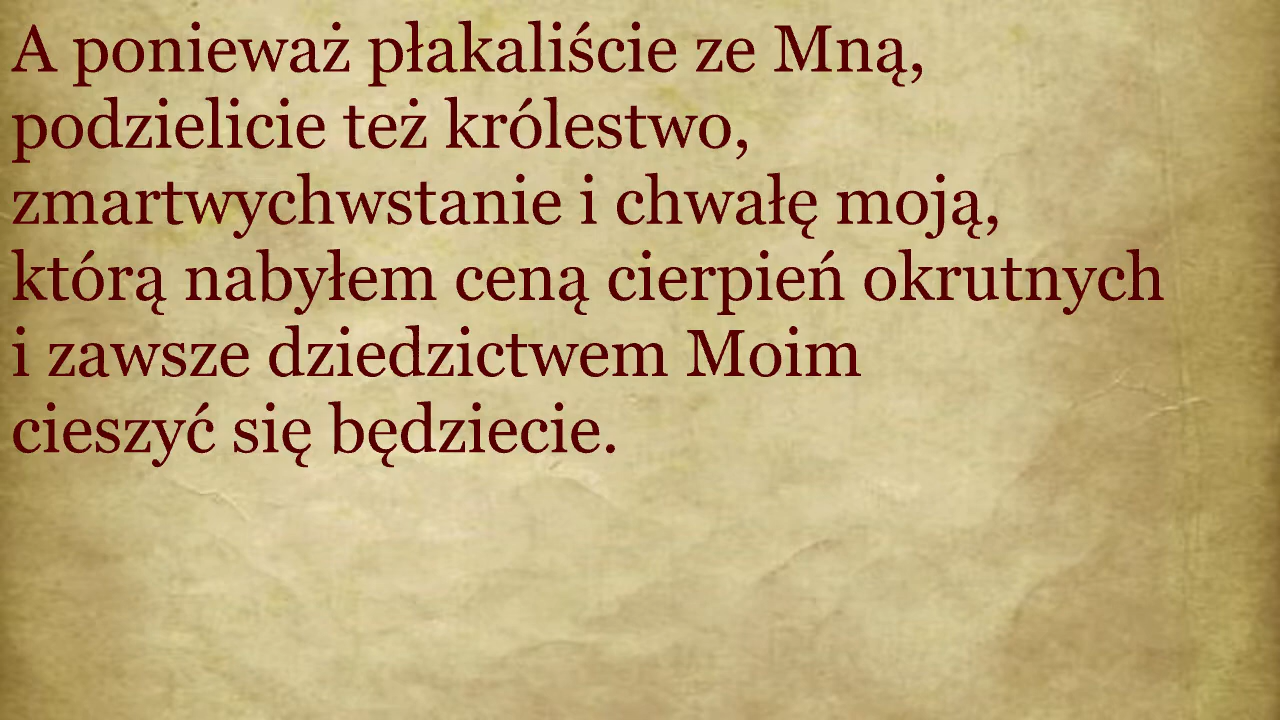 A ponieważ płakaliście ze Mną,
podzielicie też królestwo,
zmartwychwstanie i chwałę moją,
którą nabyłem ceną cierpień okrutnych
i zawsze dziedzictwem Moim
cieszyć się będziecie.